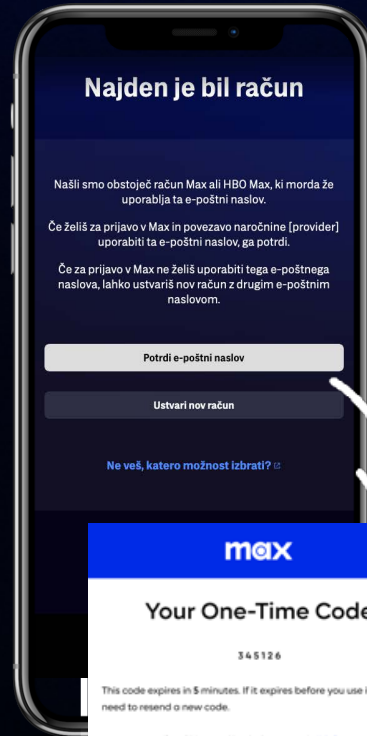 Najden je bil račun
Našli smo obstoječ račun Max ali HBO Max, ki morda že
uporablja ta e-poštni naslov.
Če želiš za prijavo v Max in povezavo naročnine [provider]
uporabiti ta e-poštni naslov, ga potrdi.
Če za prijavo v Max ne želiš uporabiti tega e-poštnega
naslova, lahko ustvariš nov račun z drugim e-poštnim
naslovom.
Potrdi e-poštni naslov
Ustvari nov račun
Ne veš, katero možnost izbrati?
max
Your One-Time Code
345126
This code expires in 5 minutes. If it expires before you use
need to resend a new code.